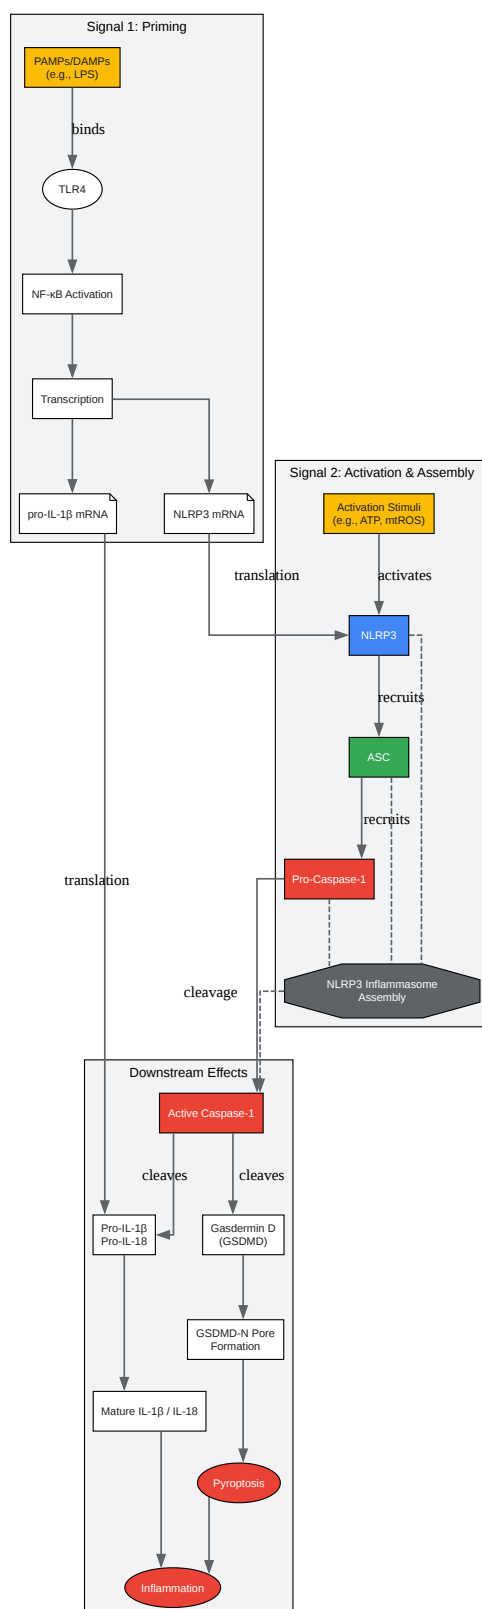 Signal 1: Priming
PAMPs/DAMPs
(e.g., LPS)
binds
TLR4
NF-κB Activation
Transcription
pro-IL-1β mRNA
NLRP3 mRNA
Signal 2: Activation & Assembly
Activation Stimuli
(e.g., ATP, mtROS)
translation
activates
NLRP3
recruits
ASC
recruits
Pro-Caspase-1
translation
NLRP3 Inflammasome
Assembly
cleavage
Downstream Effects
Active Caspase-1
cleaves
cleaves
Pro-IL-1β
Pro-IL-18
Gasdermin D
(GSDMD)
GSDMD-N Pore
Formation
Mature IL-1β / IL-18
Pyroptosis
Inflammation